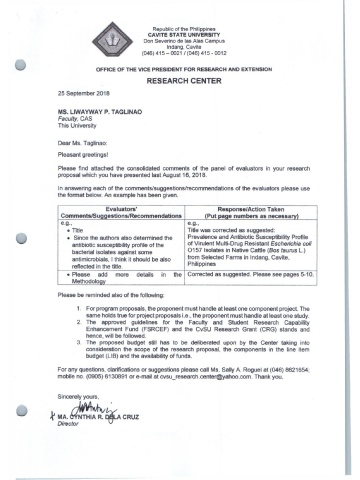 Republic of the Philippines
CAVITE STATE UNIVERSITY
Don Severino de las Alas Campus
Indang, Cavite
(046) 415 – 0021 / (046) 415 - 0012
OFFICE OF THE VICE PRESIDENT FOR RESEARCH AND EXTENSION
RESEARCH CENTER
25 September 2018
MS. LIWAYWAY P. TAGLINAO
Faculty, CAS
This University
Dear Ms. Taglinao:
Pleasant greetings!
Please find attached the consolidated comments of the panel of evaluators in your research
proposal which you have presented last August 16, 2018.
In answering each of the comments/suggestions/recommendations of the evaluators please use
the format below. An example has been given.
Evaluators'
Comments/Suggestions/Recommendations
Response/Action Taken
(Put page numbers as necessary)
e.g.,
• Title
• Since the authors also determined the
antibiotic susceptibility profile of the
bacterial isolates against some
antimicrobials, I think it should be also
reflected in the title.
e.g.,
Title was corrected as suggested:
Prevalence and Antibiotic Susceptibility Profile
of Virulent Multi-Drug Resistant Escherichia coli
O157 Isolates in Native Cattle (Bos taurus L.)
from Selected Farms in Indang, Cavite,
Philippines
• Please add more details in the
Methodology
Corrected as suggested. Please see pages 5-10.
Please be reminded also of the following:
1. For program proposals, the proponent must handle at least one component project. The
same holds true for project proposals i.e., the proponent must handle at least one study.
2. The approved guidelines for the Faculty and Student Research Capability
Enhancement Fund (FSRCEF) and the CvSU Research Grant (CRG) stands and
hence, will be followed.
3. The proposed budget still has to be deliberated upon by the Center taking into
consideration the scope of the research proposal, the components in the line item
budget (LIB) and the availability of funds.
For any questions, clarifications or suggestions please call Ms. Sally A. Roguel at (046) 8621654;
mobile no. (0905) 6130891 or e-mail at cvsu_research.center@yahoo.com. Thank you.
Sincerely yours,
MA. CYNTHIA R. DELA CRUZ
Director